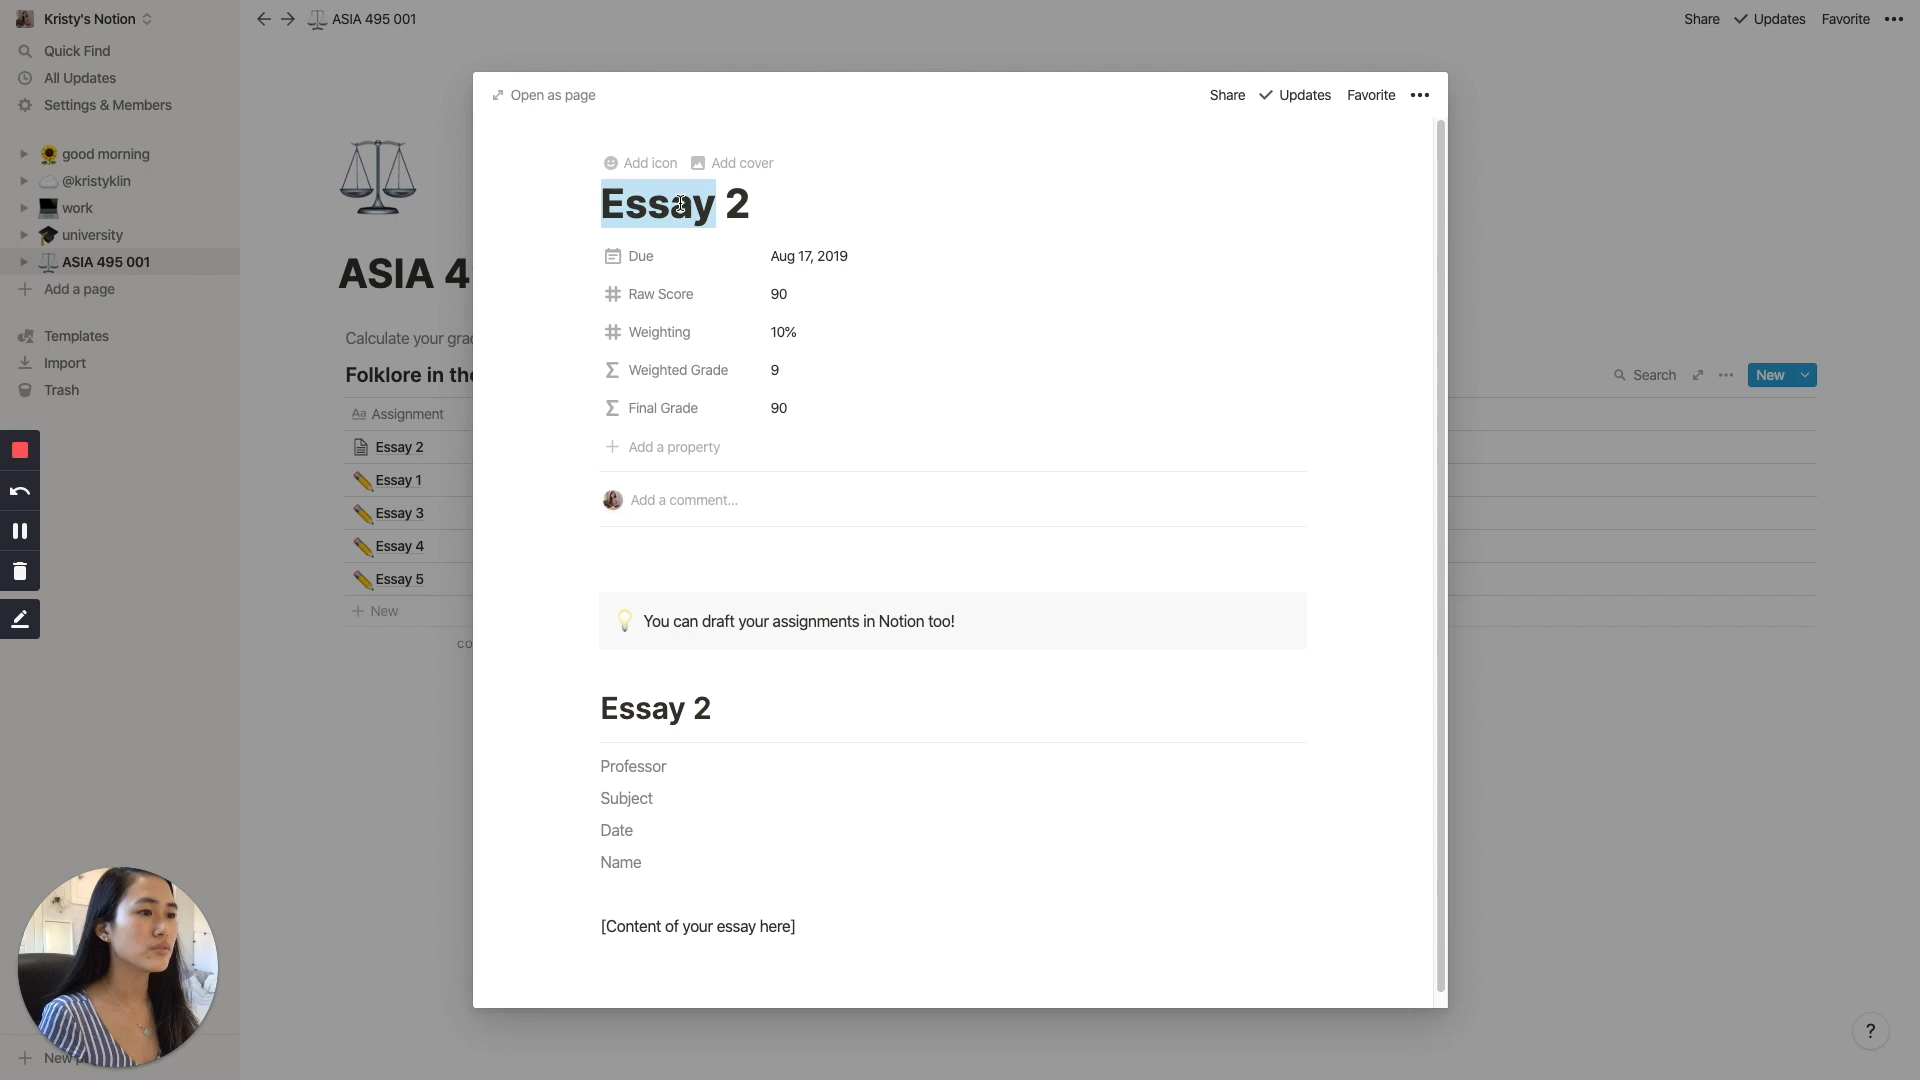 Kristy's Notion
Quick Find
All Updates
Settings & Members
good morning
@kristyklin
work
university
ASIA 495 001
Add a page
Templates
Import
Trash
New
ASIA 495 001
Share Updates Favorite
ASIA 4
Calculate your gra
Folklore in the
Search New
Aa Assignment
Essay 2
Essay 1
Essay 3
Essay 4
Essay 5
New
CO
Open as page
Share Updates Favorite
Add icon Add cover
Essay 2
Due Aug 17, 2019
Raw Score 90
Weighting 10%
Weighted Grade 9
Final Grade 90
Add a property
Add a comment...
You can draft your assignments in Notion too!
Essay 2
Professor
Subject
Date
Name
[Content of your essay here]
?